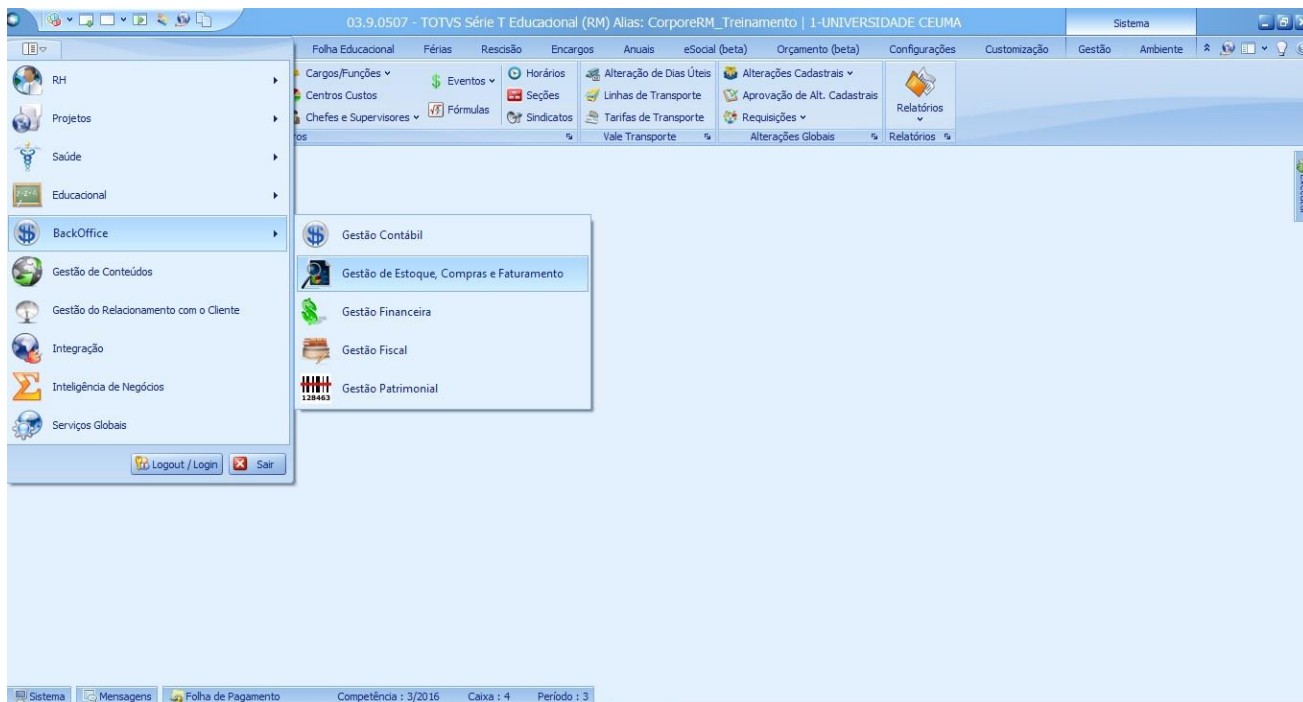 03.9.0507 - TOTVS Série T Educacional (RM) Alias: CorporeRM_Treinamento | 1-UNIVERSIDADE CEUMA
Sistema
Folha Educacional Férias Rescisão Encargos Anuais eSocial (beta) Orçamento (beta) Configurações Customização Gestão Ambiente
Cargos/Funções Eventos Horários Alteração de Dias Úteis Alterações Cadastrais
Centros Custos Fórmulas Seções Linhas de Transporte Aprovação de Alt. Cadastrais Relatórios
Chefes e Supervisores Sindicatos Tarifas de Transporte Requisições
Vale Transporte Alterações Globais Relatórios
RH
Projetos
Saúde
Educacional
BackOffice
Gestão de Conteúdos
Gestão do Relacionamento com o Cliente
Integração
Inteligência de Negócios
Serviços Globais
Logout / Login Sair
Gestão Contábil
Gestão de Estoque, Compras e Faturamento
Gestão Financeira
Gestão Fiscal
128463 Gestão Patrimonial
Sistema Mensagens Folha de Pagamento Competência : 3/2016 Caixa : 4 Período : 3